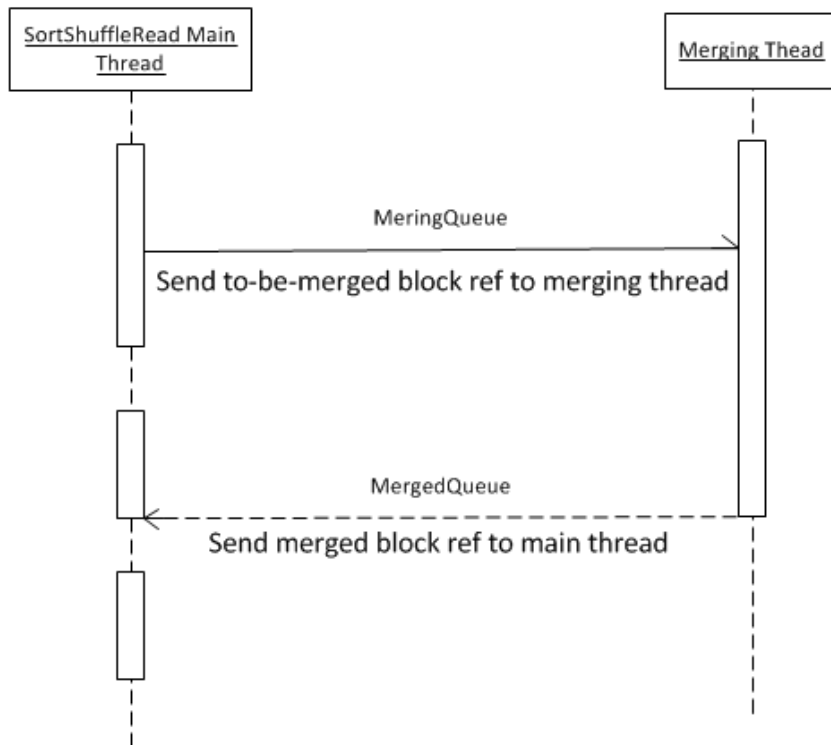 SortShuffleRead Main
Thread
Merging Thead
MeringQueue
Send to-be-merged block ref to merging thread
MergedQueue
Send merged block ref to main thread